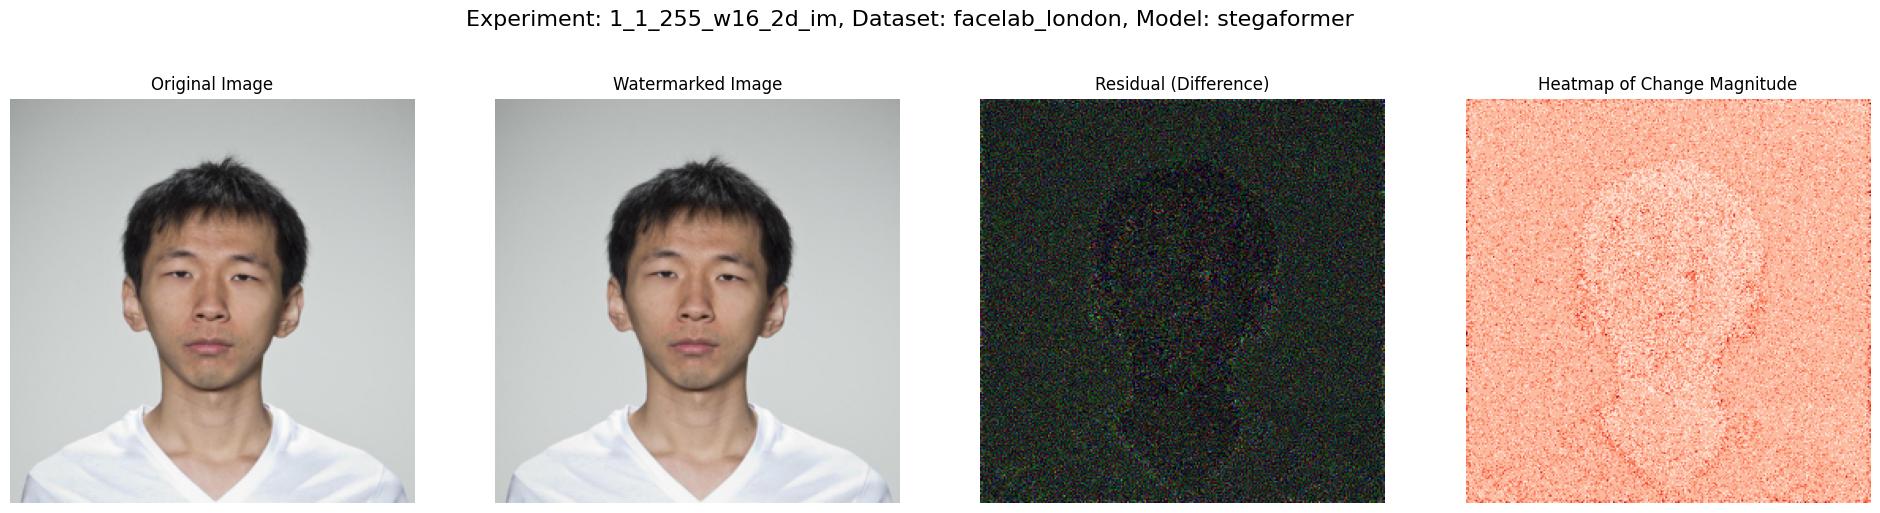 Experiment: 1_1_255_w16_2d_im, Dataset: facelab_london, Model: stegaformer
Original Image
Watermarked Image
Residual (Difference)
Heatmap of Change Magnitude